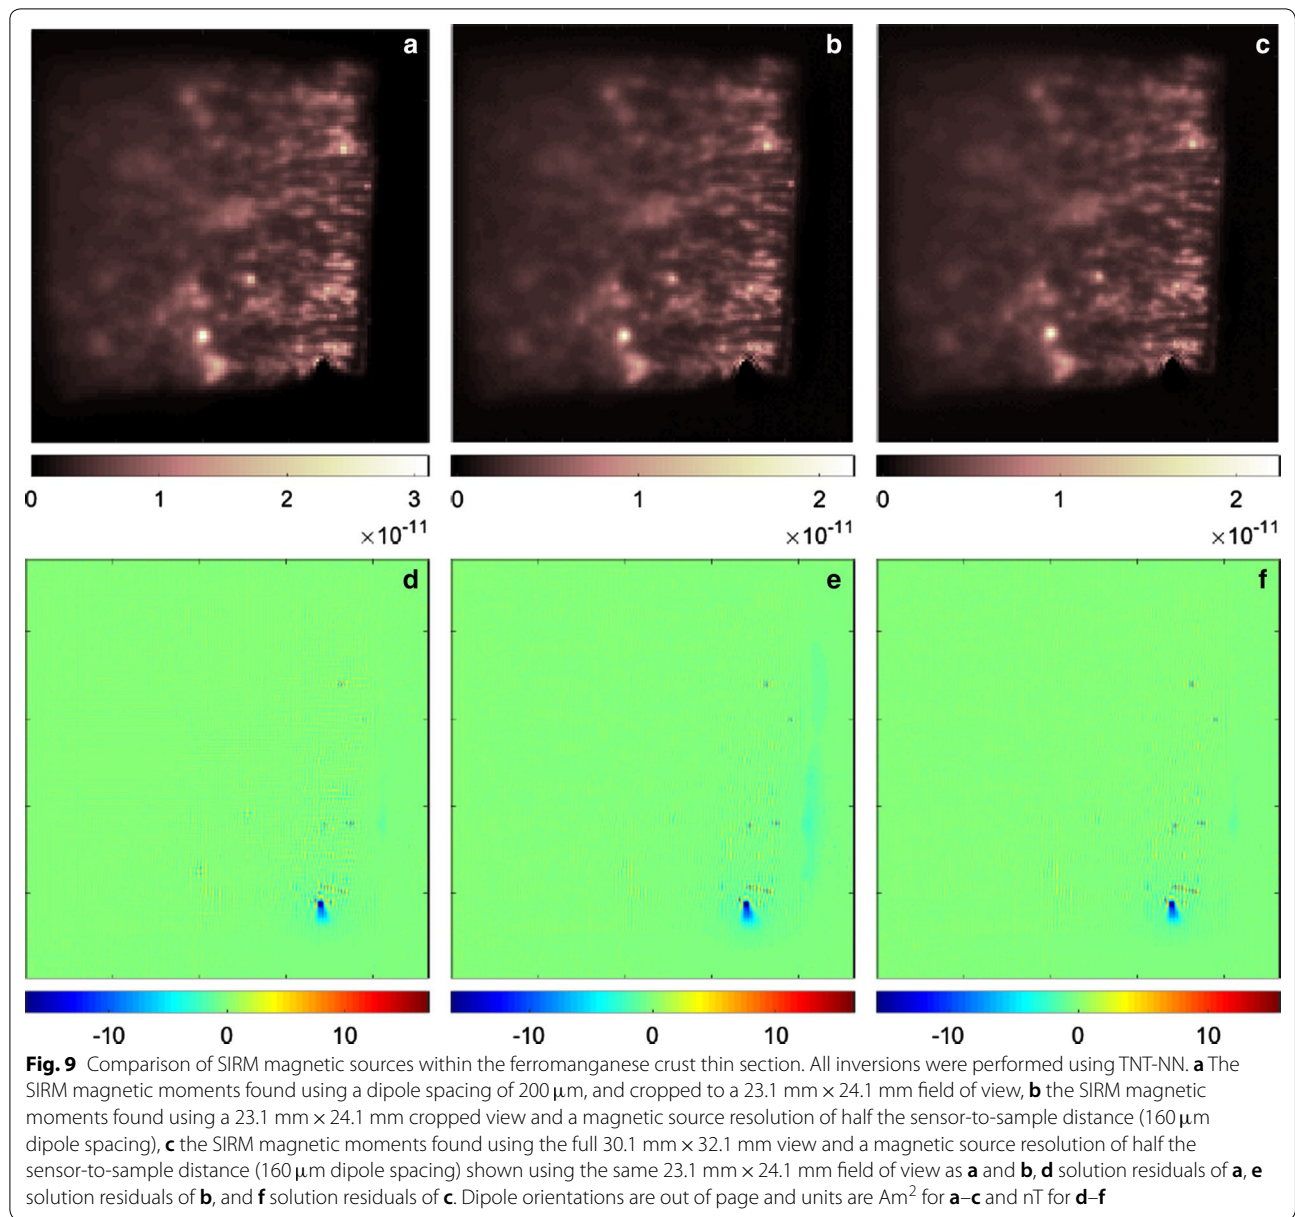 a b c
0 1 2 3 0 1 2 0 1 2
×10-11 ×10-11 ×10-11
d e f
-10 0 10 -10 0 10 -10 0 10
Fig. 9 Comparison of SIRM magnetic sources within the ferromanganese crust thin section. All inversions were performed using TNT-NN. a The
SIRM magnetic moments found using a dipole spacing of 200 μm, and cropped to a 23.1 mm × 24.1 mm field of view, b the SIRM magnetic
moments found using a 23.1 mm × 24.1 mm cropped view and a magnetic source resolution of half the sensor-to-sample distance (160 μm
dipole spacing), c the SIRM magnetic moments found using the full 30.1 mm × 32.1 mm view and a magnetic source resolution of half the
sensor-to-sample distance (160 μm dipole spacing) shown using the same 23.1 mm × 24.1 mm field of view as a and b, d solution residuals of a, e
solution residuals of b, and f solution residuals of c. Dipole orientations are out of page and units are Am2 for a–c and nT for d–f